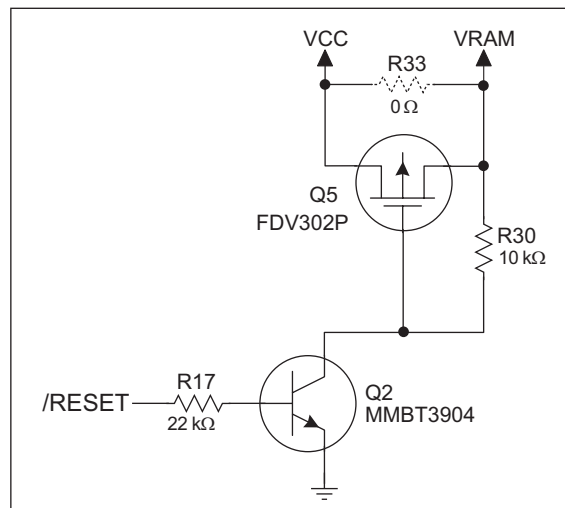 VCC
VRAM
R33
0 Ω
Q5
FDV302P
R30
10 kΩ
R17
/RESET
22 kΩ
Q2
MMBT3904